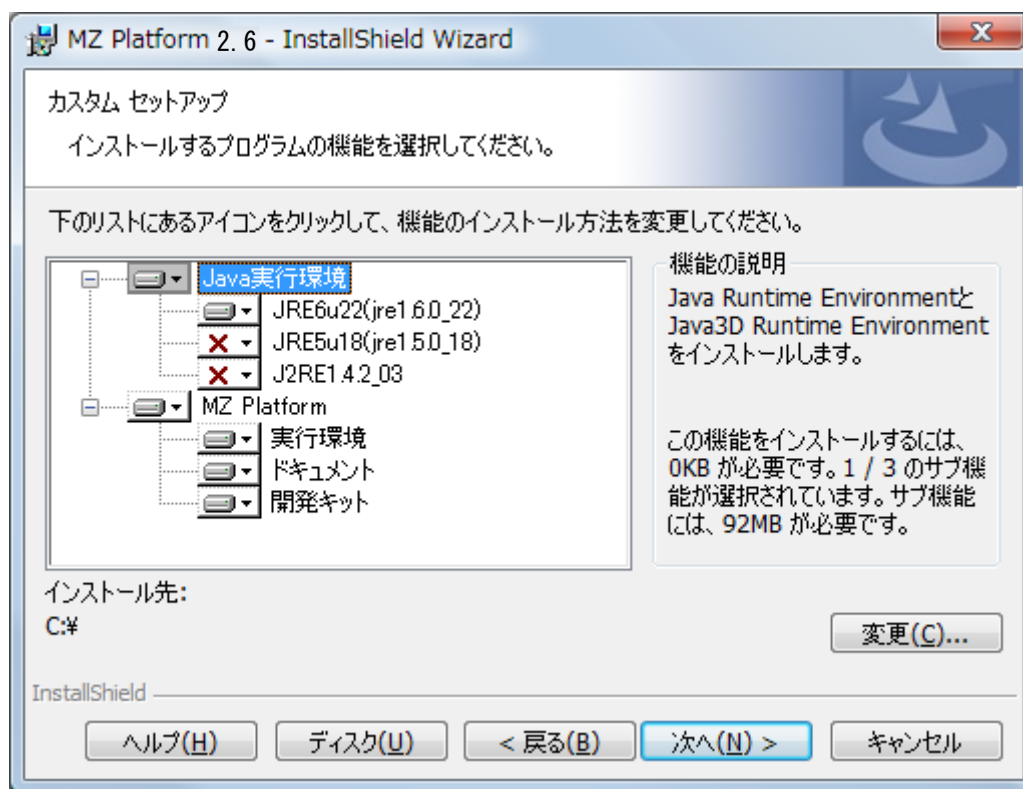 MZ Platform 2.6 - InstallShield Wizard
x
カスタム セットアップ
インストールするプログラムの機能を選択してください。
下のリストにあるアイコンをクリックして、機能のインストール方法を変更してください。
Java実行環境
JRE6u22(jre1.6.0_22)
JRE5u18(jre1.5.0_18)
J2RE1.4.2_03
MZ Platform
実行環境
ドキュメント
開発キット
機能の説明
Java Runtime Environmentと
Java3D Runtime Environment
をインストールします。
この機能をインストールするには、
0KB が必要です。1 / 3 のサブ機
能が選択されています。サブ機能
には、92MB が必要です。
インストール先:
C:¥
変更(C)...
InstallShield
ヘルプ(H)
ディスク(U)
< 戻る(B)
次へ(N) >
キャンセル